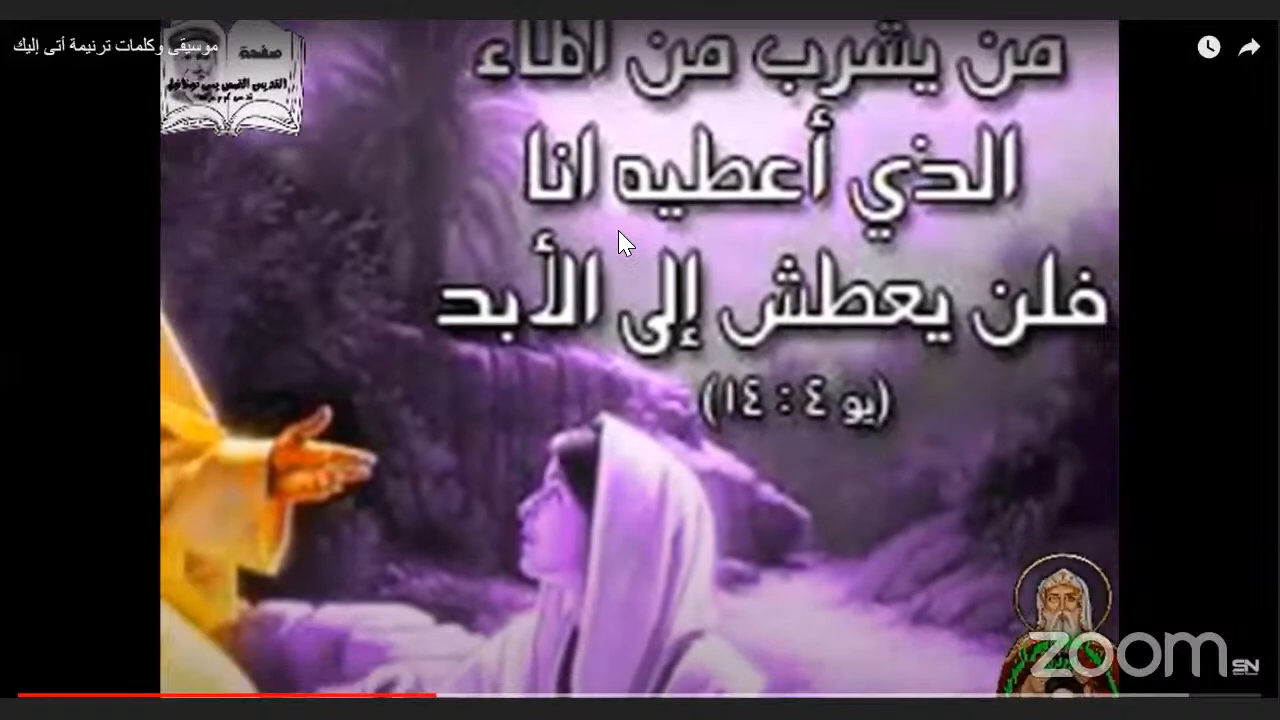 موسيقى وكلمات ترنيمة أتى إليك
صفحة
من يشرب من الماء
الذي أعطيه انا
فلن يعطش إلى الأبد
(يو ٤ : ١٤)
zoom
SN